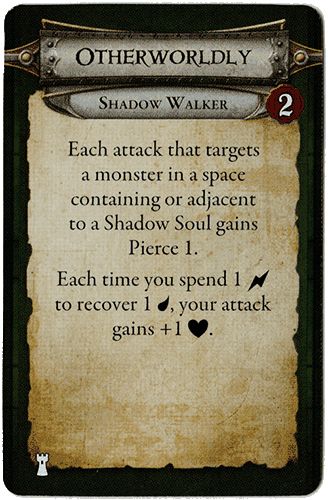 OTHERWORLDLY
SHADOW WALKER
2
Each attack that targets
a monster in a space
containing or adjacent
to a Shadow Soul gains
Pierce 1.
Each time you spend 1
to recover 1 , your attack
gains +1 ♥.